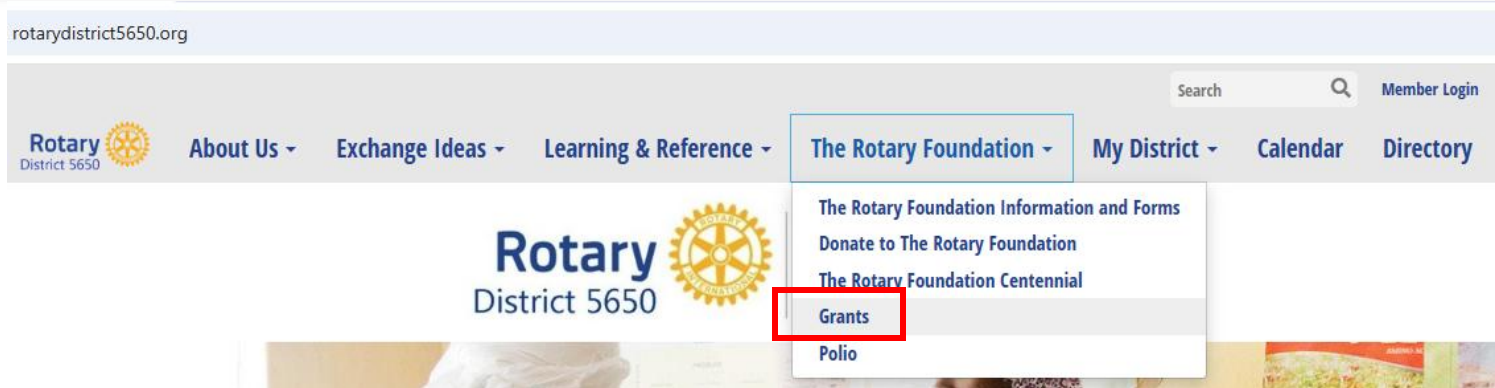 rotarydistrict5650.org
Search
Member Login
Rotary
District 5650
About Us
Exchange Ideas
Learning & Reference
The Rotary Foundation
My District
Calendar
Directory
The Rotary Foundation Information and Forms
Donate to The Rotary Foundation
The Rotary Foundation Centennial
Grants
Polio
Rotary
District 5650
ROTARY
INTERNATIONAL